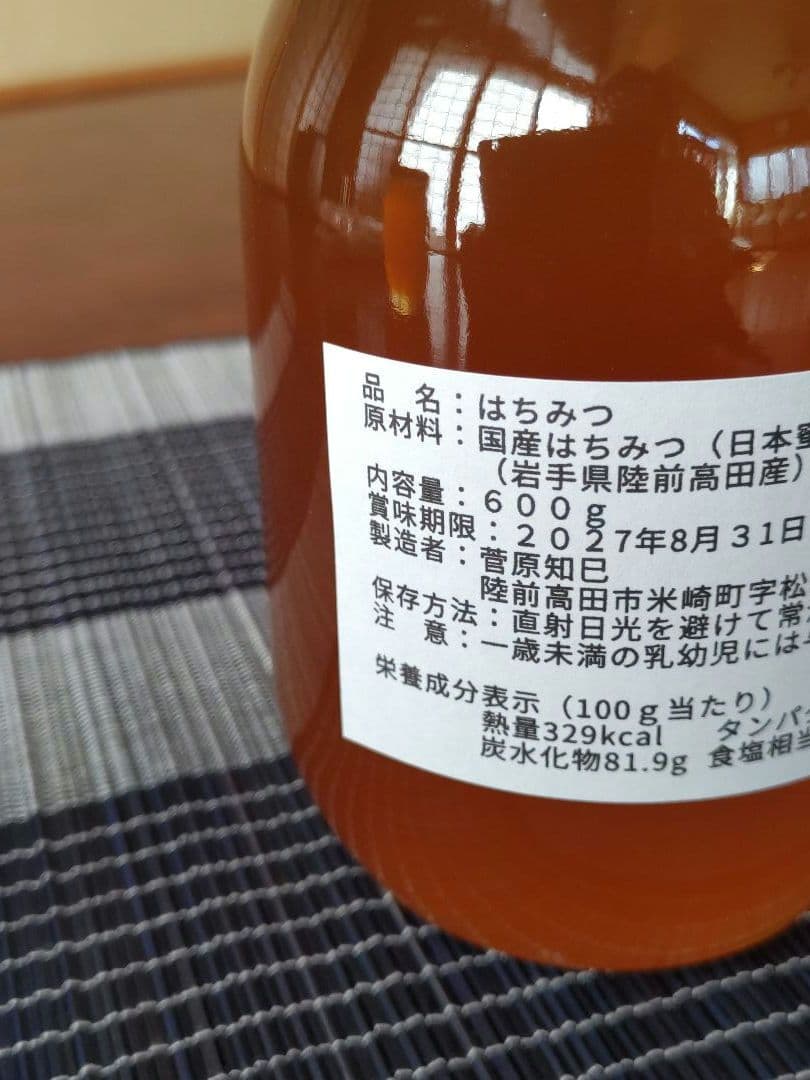 品　名：はちみつ
原材料：国産はちみつ（日本蜜
（岩手県陸前高田産）
内容量：６００ｇ
賞味期限：２０２7年8月３１日
製造者：菅原知巳
陸前高田市米崎町字松
保存方法：直射日光を避けて常
注　意：一歳未満の乳幼児には
栄養成分表示（100ｇ当たり）
熱量329kcal　タンパク
炭水化物81.9g 食塩相当